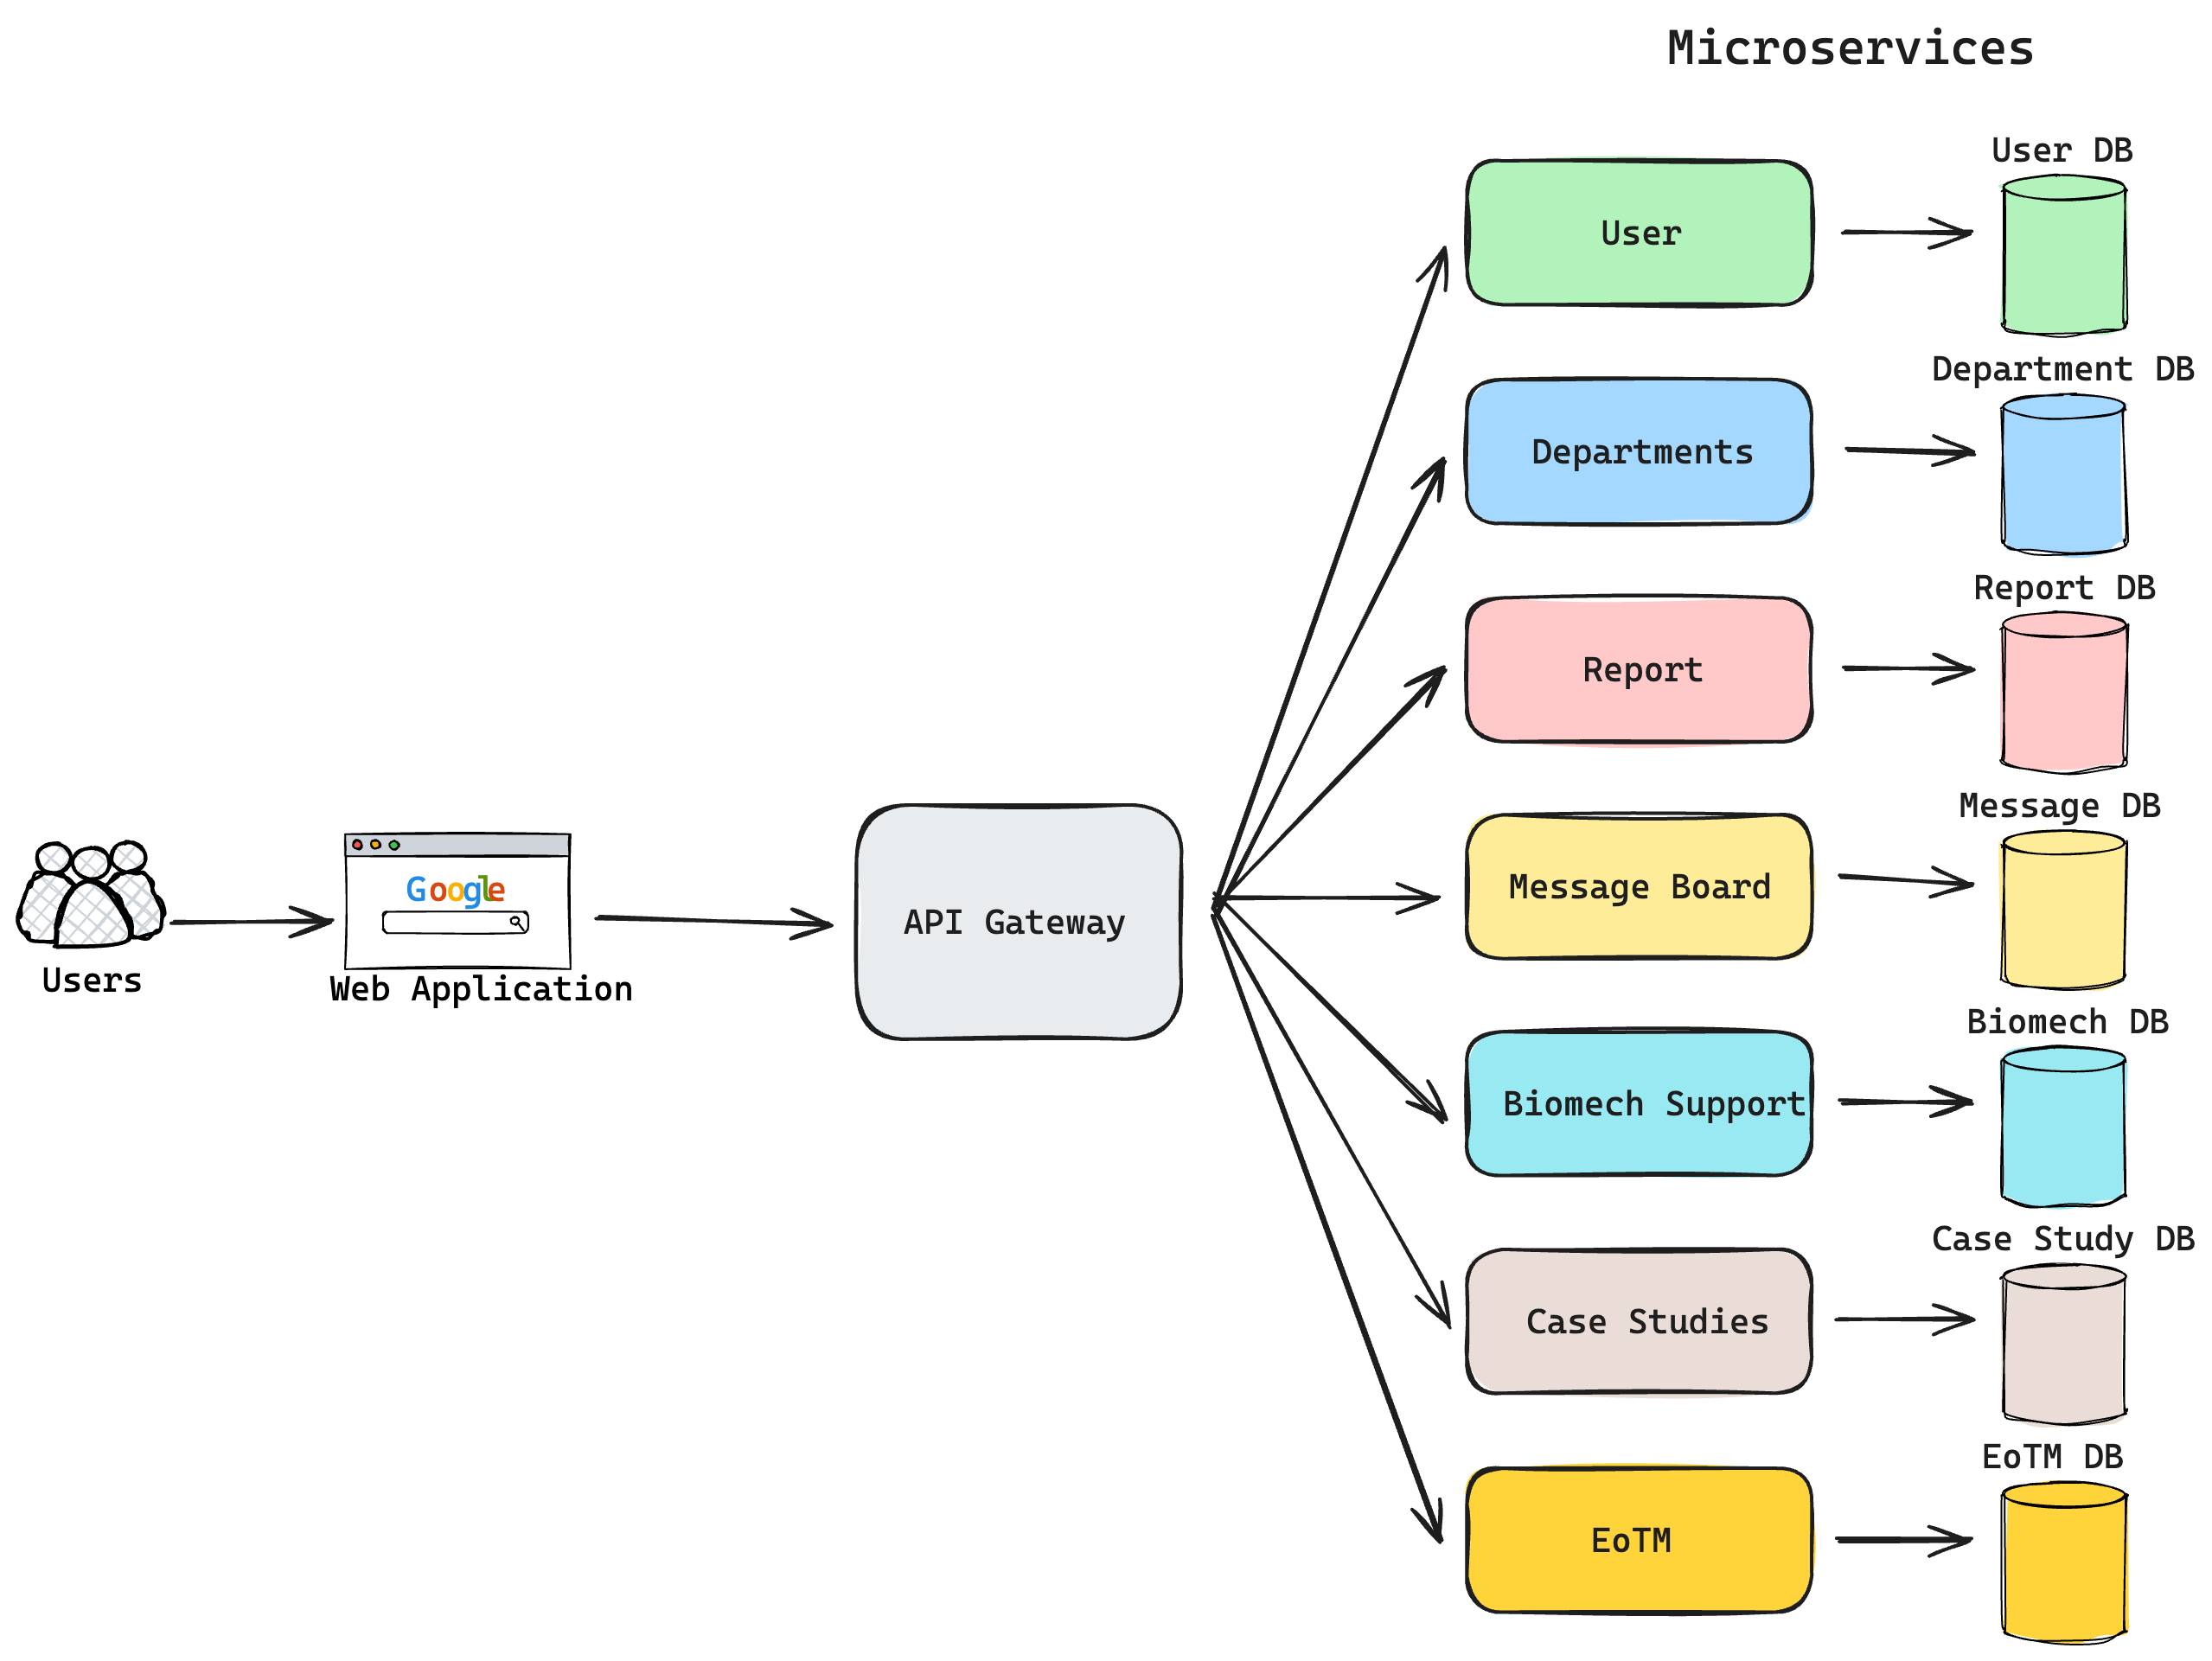 Microservices
User DB
User
Department DB
Departments
Report DB
Report
Message DB
Message Board
Google
API Gateway
Users
Web Application
Biomech DB
Biomech Support
Case Study DB
Case Studies
EoTM DB
EoTM